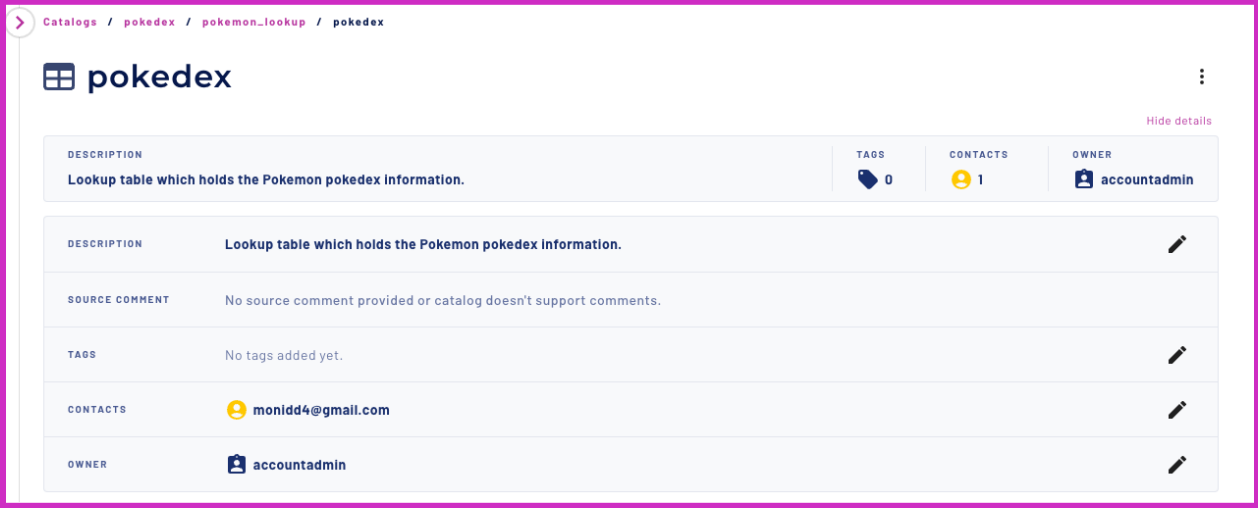 Catalogs / pokedex / pokemon_lookup / pokedex
pokedex
Hide details
DESCRIPTION
Lookup table which holds the Pokemon pokedex information.
TAGS
0
CONTACTS
1
OWNER
accountadmin
DESCRIPTION Lookup table which holds the Pokemon pokedex information.
SOURCE COMMENT No source comment provided or catalog doesn't support comments.
TAGS No tags added yet.
CONTACTS monidd4@gmail.com
OWNER accountadmin